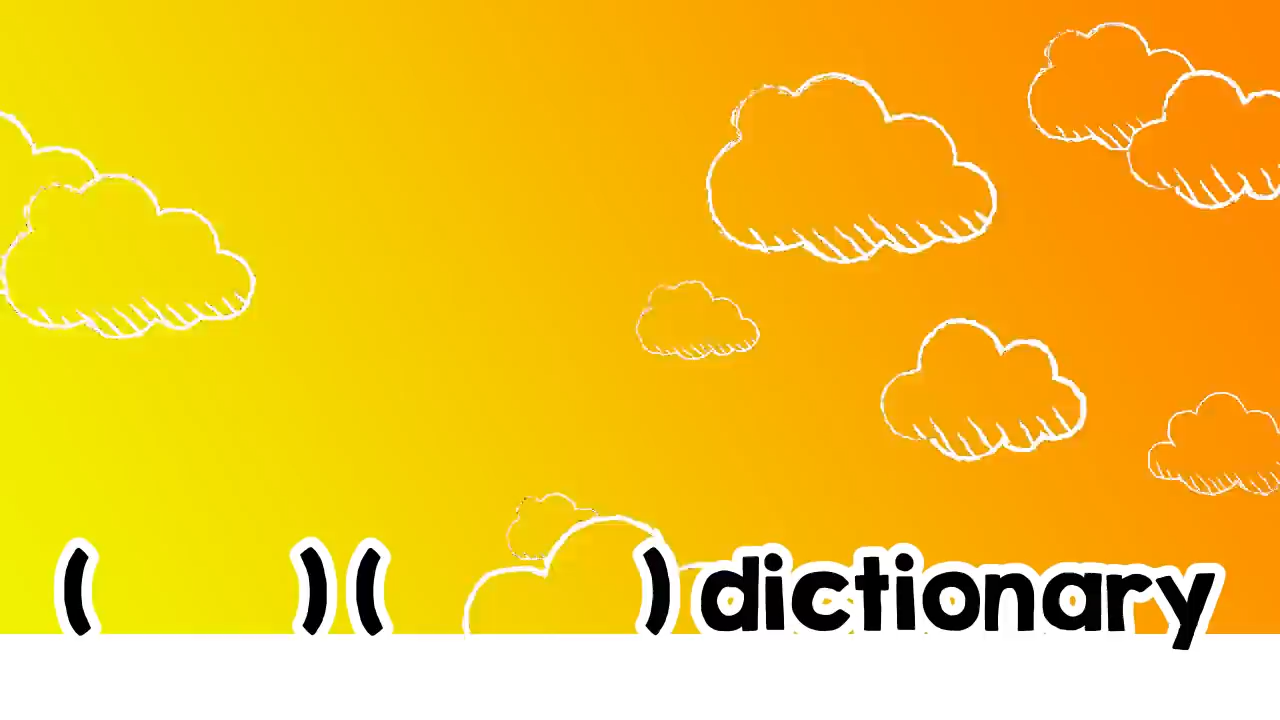 (      ) (      ) dictionary